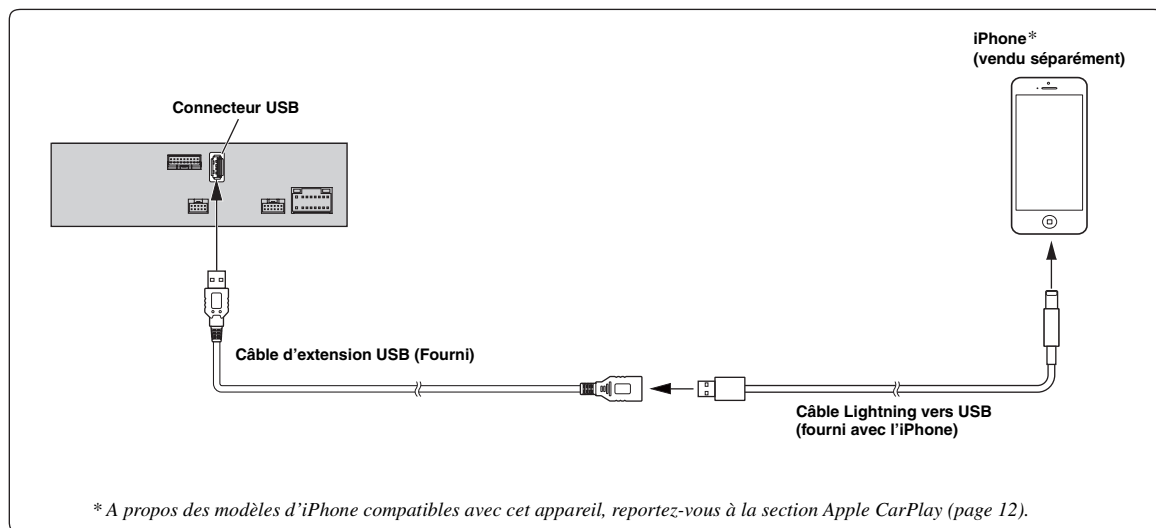 iPhone*
(vendu séparément)
Connecteur USB
Câble d'extension USB (Fourni)
Câble Lightning vers USB
(fourni avec l'iPhone)
* A propos des modèles d'iPhone compatibles avec cet appareil, reportez-vous à la section Apple CarPlay (page 12).